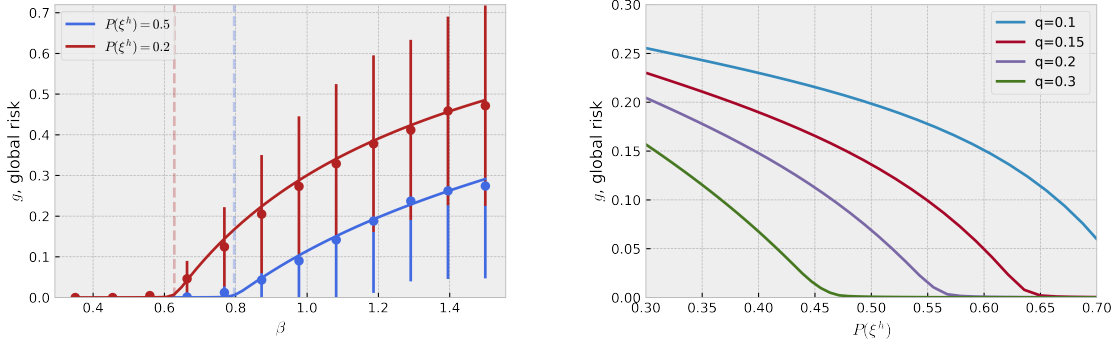 g, global risk
0.7
0.6
0.5
0.4
0.3
0.2
0.1
0.0
P(ξʰ) = 0.5
P(ξʰ) = 0.2
0.4 0.6 0.8 1.0 1.2 1.4
β
g, global risk
0.30
0.25
0.20
0.15
0.10
0.05
0.00
q=0.1
q=0.15
q=0.2
q=0.3
0.30 0.35 0.40 0.45 0.50 0.55 0.60 0.65 0.70
P(ξʰ)